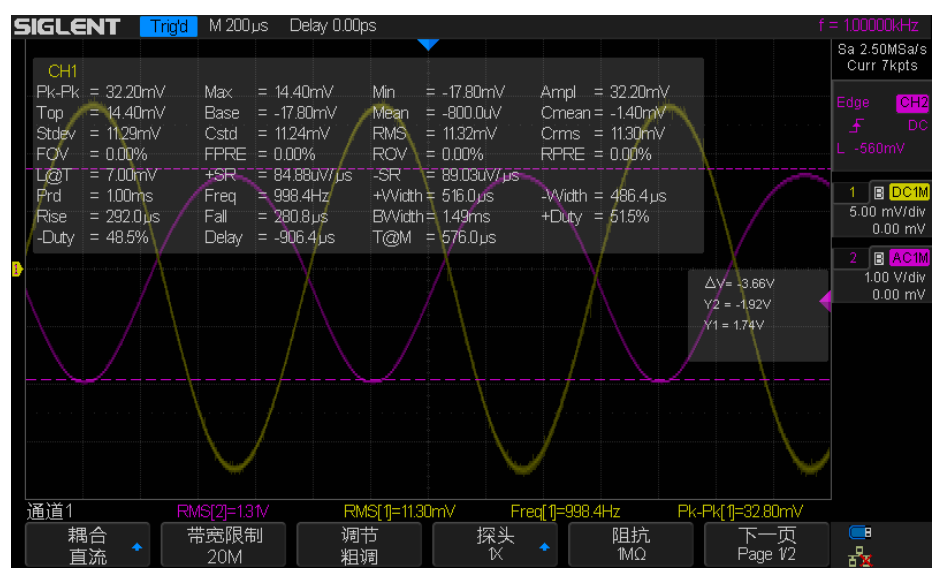 SIGLENT Trig'd M 200µs Delay 0.00ps f = 1.00000kHz
Sa 2.50MSa/s
Curr 7kpts
CH1
Pk-Pk = 32.20mV Max = 14.40mV Min = -17.80mV Ampl = 32.20mV
Top = 14.40mV Base = -17.80mV Mean = -800.0uV Cmean = -1.40mV
Stdev = 11.29mV Cstd = 11.24mV RMS = 11.32mV Crms = 11.30mV
FOV = 0.00% FPRE = 0.00% ROV = 0.00% RPRE = 0.00%
L@T = 7.00mV +SR = 84.88uV/µs -SR = 89.03uV/µs
Prd = 1.00ms Freq = 998.4Hz +Width = 516.0µs -Width = 486.4µs
Rise = 292.0µs Fall = 280.8µs BWidth = 1.49ms +Duty = 51.5%
-Duty = 48.5% Delay = -906.4µs T@M = 576.0µs
Edge CH2
DC
L -560mV
1 B DC1M
5.00 mV/div
0.00 mV
2 B AC1M
1.00 V/div
0.00 mV
1
△V= -3.66V
Y2 = -1.92V
Y1 = 1.74V
通道1 RMS[2]=1.31V RMS[1]=11.30mV Freq[1]=998.4Hz Pk-Pk[1]=32.80mV
耦合 带宽限制 调节 探头 阻抗 下一页
直流 20M 粗调 1X 1MΩ Page 1/2